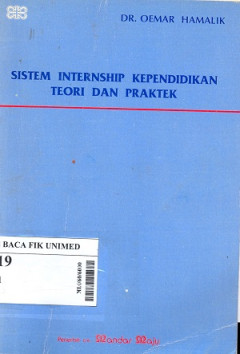 DR. OEMAR HAMALIK
SISTEM INTERNSHIP KEPENDIDIKAN
TEORI DAN PRAKTEK
BACA FIK UNIMED
19
Mandar Maju